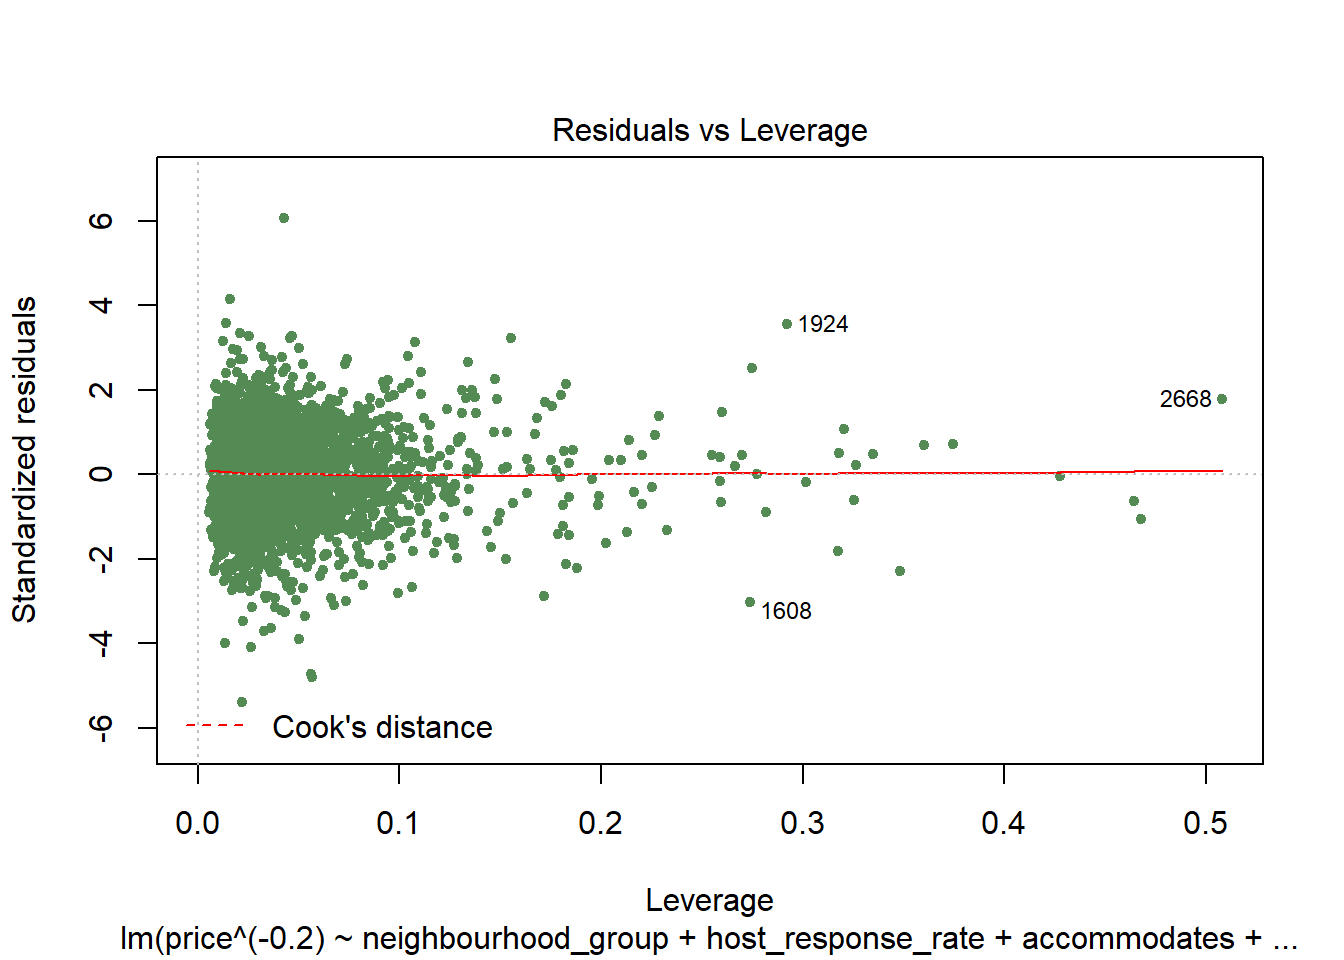 Residuals vs Leverage
Standardized residuals
6
4
2
0
-2
-4
-6
1924
2668
1608
Cook's distance
0.0 0.1 0.2 0.3 0.4 0.5
Leverage
lm(price^(-0.2) ~ neighbourhood_group + host_response_rate + accommodates + ...